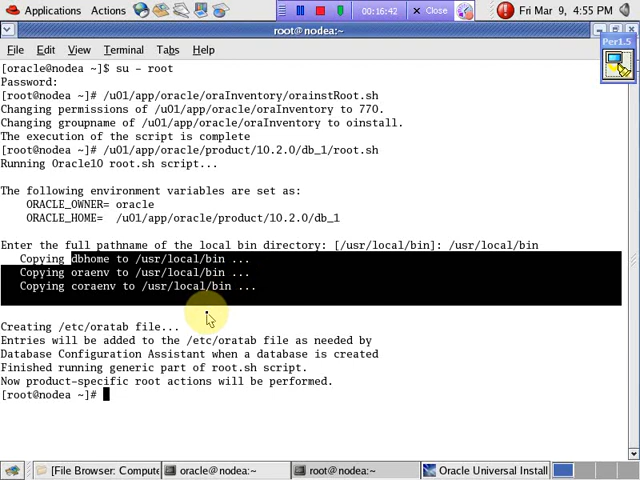 Applications Actions 00:16:42 Close Fri Mar 9, 4:55 PM
root@nodea:~
File Edit View Terminal Tabs Help
Per1.5
[oracle@nodea ~]$ su - root
Password:
[root@nodea ~]# /u01/app/oracle/oraInventory/orainstRoot.sh
Changing permissions of /u01/app/oracle/oraInventory to 770.
Changing groupname of /u01/app/oracle/oraInventory to oinstall.
The execution of the script is complete
[root@nodea ~]# /u01/app/oracle/product/10.2.0/db_1/root.sh
Running Oracle10 root.sh script...
The following environment variables are set as:
ORACLE_OWNER= oracle
ORACLE_HOME= /u01/app/oracle/product/10.2.0/db_1
Enter the full pathname of the local bin directory: [/usr/local/bin]: /usr/local/bin
Copying dbhome to /usr/local/bin ...
Copying oraenv to /usr/local/bin ...
Copying coraenv to /usr/local/bin ...
Creating /etc/oratab file...
Entries will be added to the /etc/oratab file as needed by
Database Configuration Assistant when a database is created
Finished running generic part of root.sh script.
Now product-specific root actions will be performed.
[root@nodea ~]#
[File Browser: Compute oracle@nodea:~ root@nodea:~ Oracle Universal Install